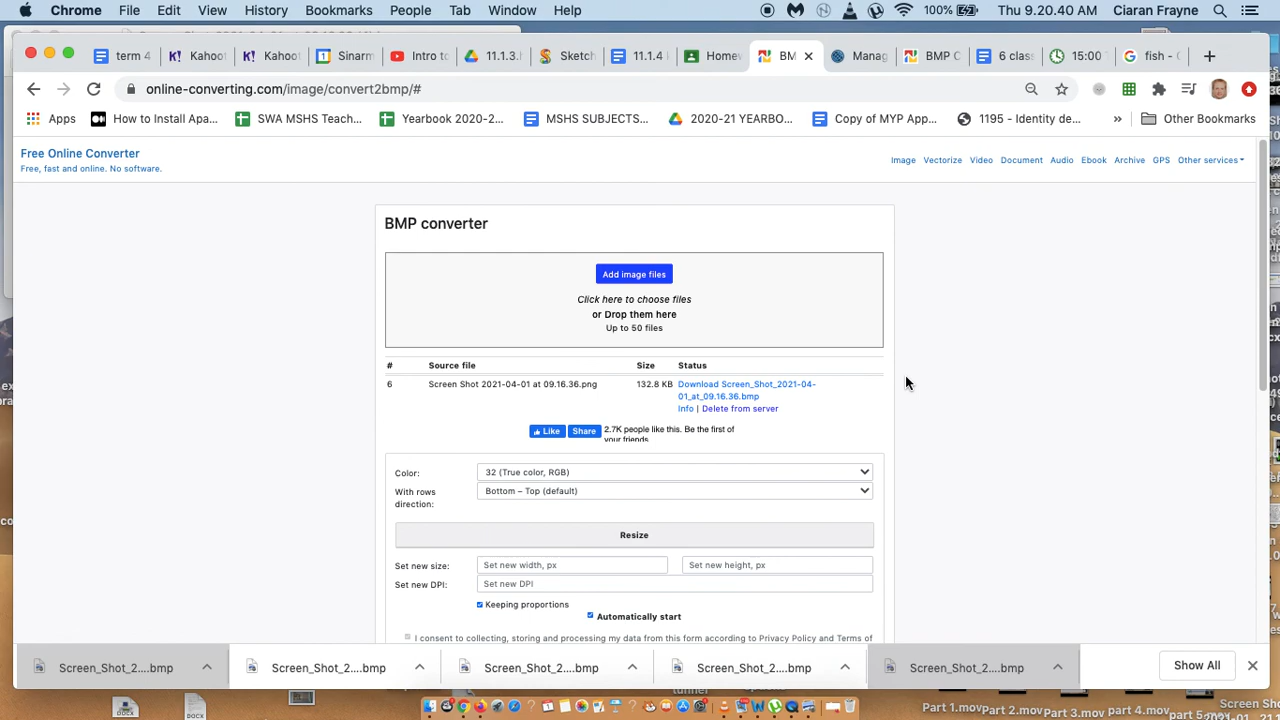 Chrome File Edit View History Bookmarks People Tab Window Help 100% Thu 9.20.40 AM Ciaran Frayne
term 4 Kahoot Kahoot Sinarm Intro 11.1.3. Sketch 11.1.4 Home BM Manag BMP C 6 clas 15:00 fish - G
online-converting.com/image/convert2bmp/#
Apps How to Install Apa... SWA MSHS Teach... Yearbook 2020-2... MSHS SUBJECTS... 2020-21 YEARBO... Copy of MYP App... 1195 - Identity de... » Other Bookmarks
Free Online Converter
Free, fast and online. No software.
Image Vectorize Video Document Audio Ebook Archive GPS Other services
BMP converter
Add image files
Click here to choose files
or Drop them here
Up to 50 files
# Source file Size Status
6 Screen Shot 2021-04-01 at 09.16.36.png 132.8 KB Download Screen_Shot_2021-04-
01_at_09.16.36.bmp
Info | Delete from server
Like Share 2.7K people like this. Be the first of
your friends.
Color: 32 (True color, RGB)
With rows
direction: Bottom – Top (default)
Resize
Set new size: Set new width, px Set new height, px
Set new DPI: Set new DPI
Keeping proportions
Automatically start
I consent to collecting, storing and processing my data from this form according to Privacy Policy and Terms of
Screen_Shot_2....bmp Screen_Shot_2....bmp Screen_Shot_2....bmp Screen_Shot_2....bmp Screen_Shot_2....bmp Show All
DOCX DOCX
Part 1.mov Part 2.mov Part 3.mov part 4.mov Screen Shot